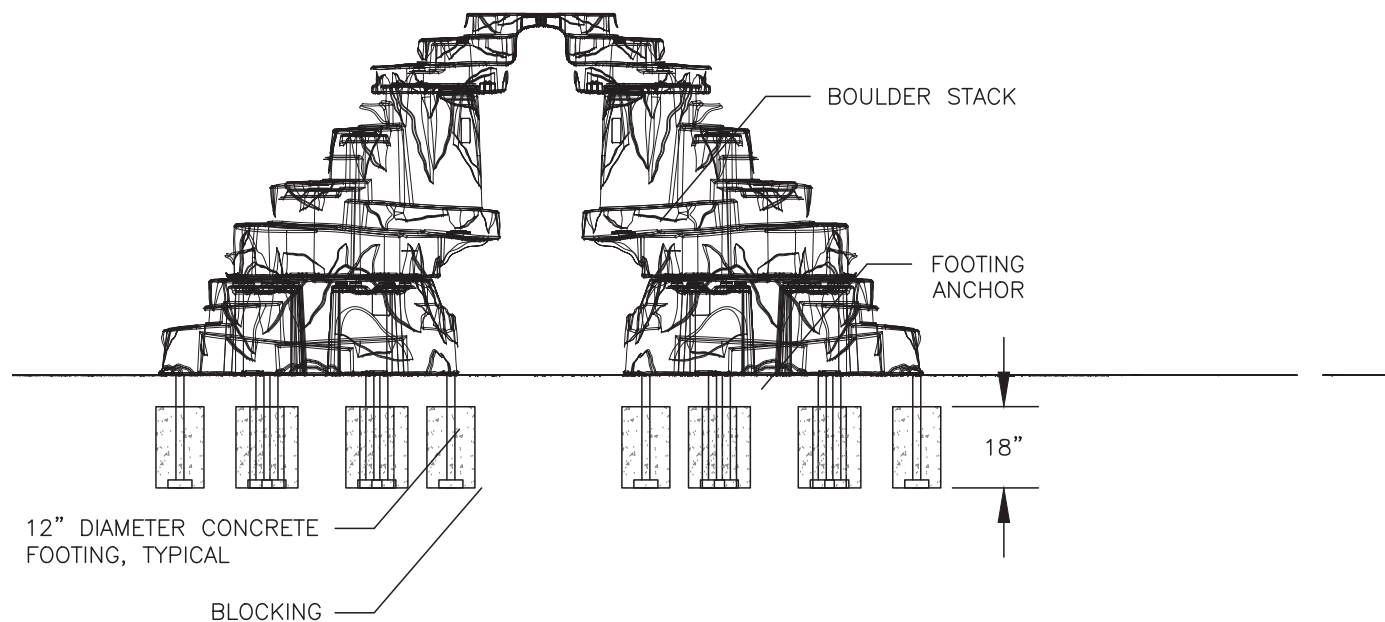 BOULDER STACK
FOOTING
ANCHOR
18”
12” DIAMETER CONCRETE
FOOTING, TYPICAL
BLOCKING